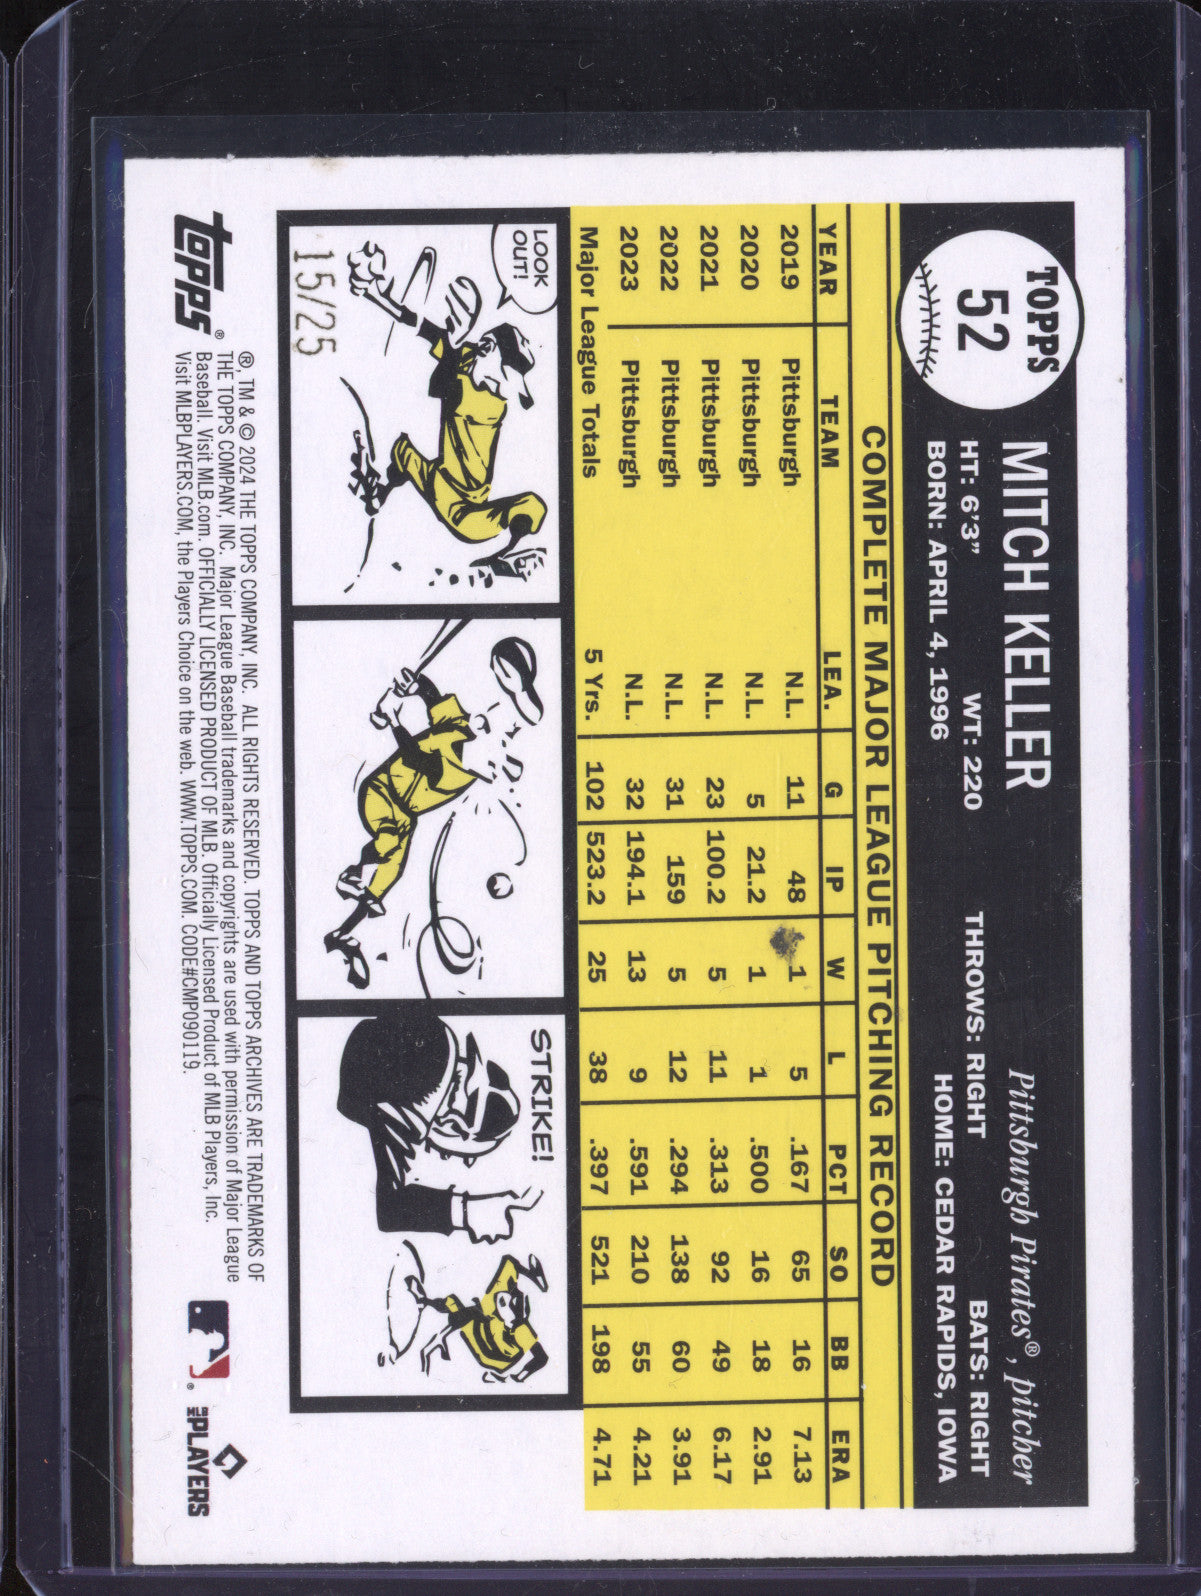 TOPPS
52
MITCH KELLER
Pittsburgh Pirates®, pitcher
HT: 6'3" WT: 220 THROWS: RIGHT BATS: RIGHT
BORN: APRIL 4, 1996 HOME: CEDAR RAPIDS, IOWA
COMPLETE MAJOR LEAGUE PITCHING RECORD
YEAR TEAM LEA. G IP W L PCT SO BB ERA
2019 Pittsburgh N.L. 11 48 1 5 .167 65 16 7.13
2020 Pittsburgh N.L. 5 21.2 1 1 .500 16 18 2.91
2021 Pittsburgh N.L. 23 100.2 5 11 .313 92 49 6.17
2022 Pittsburgh N.L. 31 159 5 12 .294 138 60 3.91
2023 Pittsburgh N.L. 32 194.1 13 9 .591 210 55 4.21
Major League Totals 5 Yrs. 102 523.2 25 38 .397 521 198 4.71
LOOK
OUT!
STRIKE!
15/25
TOPPS®
®, TM & © 2024 THE TOPPS COMPANY, INC. ALL RIGHTS RESERVED. TOPPS AND TOPPS ARCHIVES ARE TRADEMARKS OF
THE TOPPS COMPANY, INC. Major League Baseball trademarks and copyrights are used with permission of Major League
Baseball. Visit MLB.com. OFFICIALLY LICENSED PRODUCT OF MLB. Officially Licensed Product of MLB Players, Inc.
Visit MLBPLAYERS.COM, the Players Choice on the web. WWW.TOPPS.COM. CODE#CMP090119.
®
MLB PLAYERS